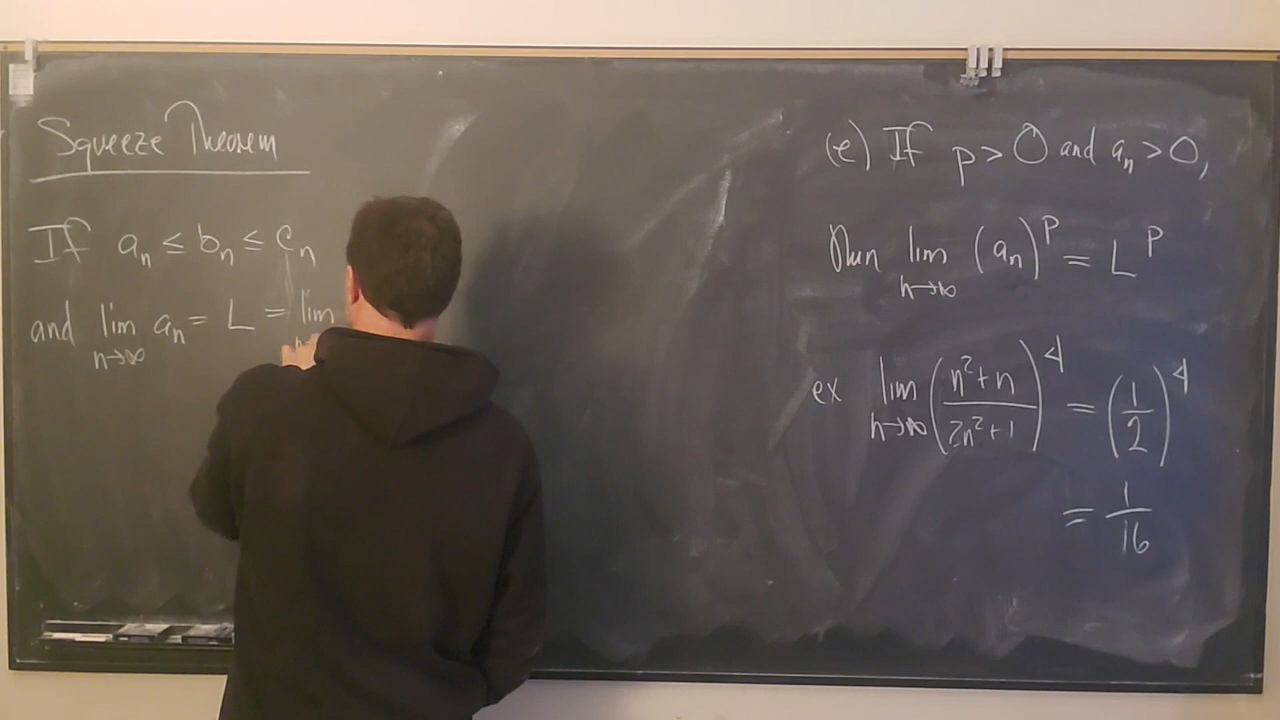 Squeeze Theorem
If aₙ ≤ bₙ ≤ cₙ
and lim n→∞ aₙ = L = lim
(e) If p > 0 and aₙ > 0,
Then lim n→∞ (aₙ)ᵖ = Lᵖ
ex lim n→∞ ((n²+n)/(2n²+1))⁴ = (1/2)⁴
= 1/16